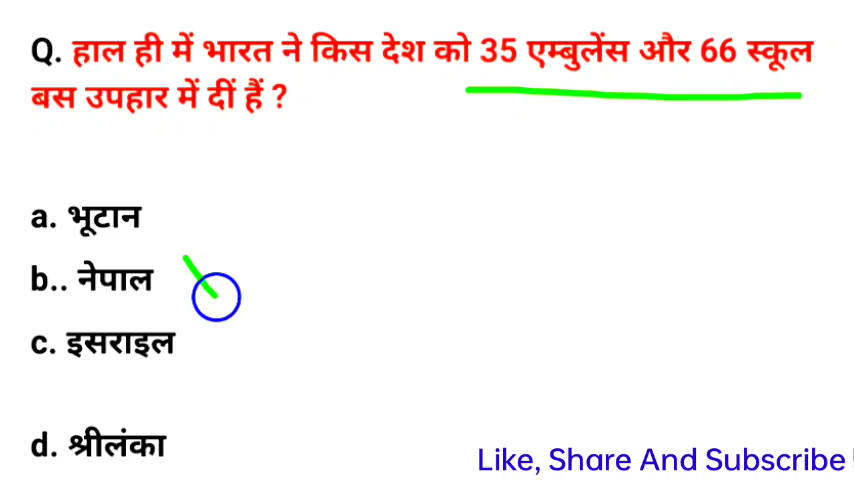 Q. हाल ही में भारत ने किस देश को 35 एम्बुलेंस और 66 स्कूल
बस उपहार में दीं हैं ?
a. भूटान
b.. नेपाल
c. इसराइल
d. श्रीलंका
Like, Share And Subscribe